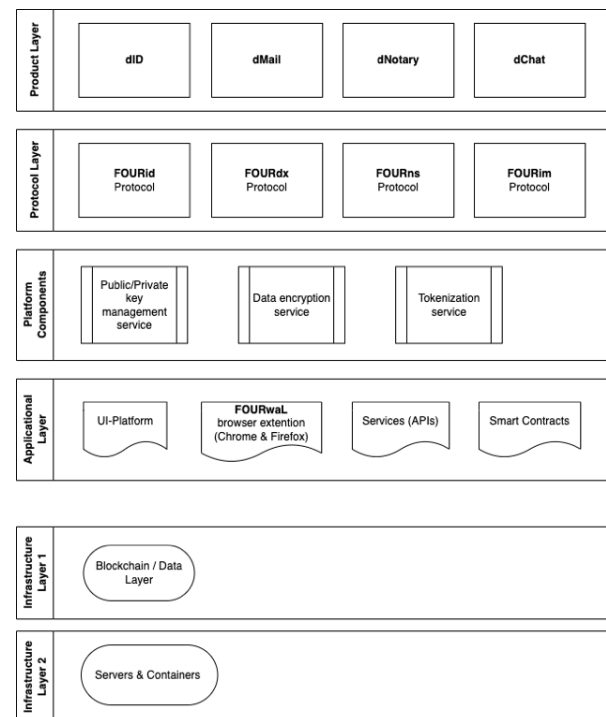 Product Layer
dID
dMail
dNotary
dChat
Protocol Layer
FOURid
Protocol
FOURdx
Protocol
FOURns
Protocol
FOURim
Protocol
Platform
Components
Public/Private
key
management
service
Data encryption
service
Tokenization
service
Applicational
Layer
UI-Platform
FOURwaL
browser extention
(Chrome & Firefox)
Services (APIs)
Smart Contracts
Infrastructure
Layer 1
Blockchain / Data
Layer
Infrastructure
Layer 2
Servers & Containers